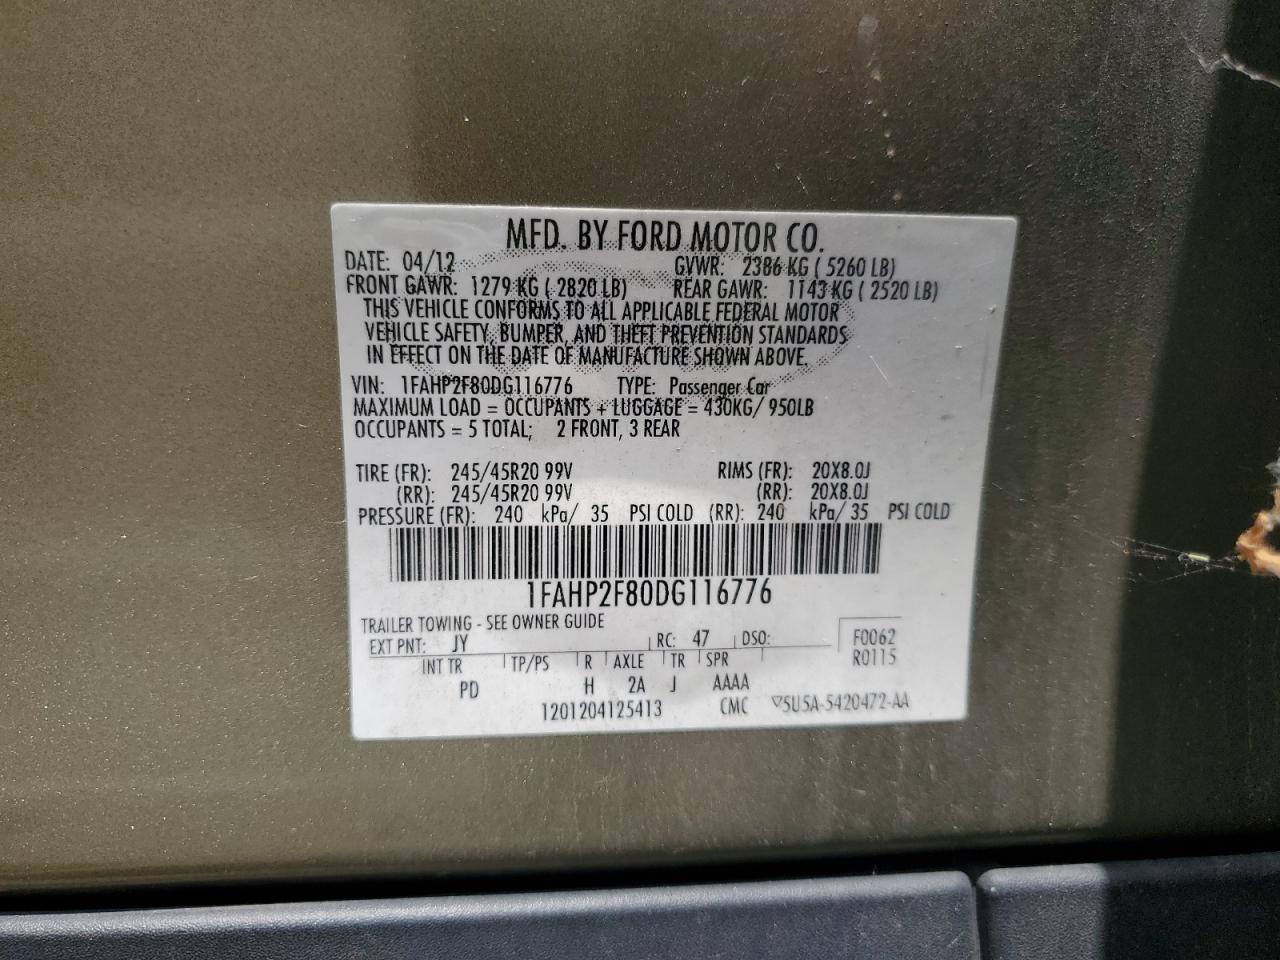 MFD. BY FORD MOTOR CO.
DATE: 04/12 GVWR: 2386 KG ( 5260 LB)
FRONT GAWR: 1279 KG ( 2820 LB) REAR GAWR: 1143 KG ( 2520 LB)
THIS VEHICLE CONFORMS TO ALL APPLICABLE FEDERAL MOTOR
VEHICLE SAFETY, BUMPER, AND THEFT PREVENTION STANDARDS
IN EFFECT ON THE DATE OF MANUFACTURE SHOWN ABOVE.
VIN: 1FAHP2F80DG116776 TYPE: Passenger Car
MAXIMUM LOAD = OCCUPANTS + LUGGAGE = 430KG/ 950LB
OCCUPANTS = 5 TOTAL; 2 FRONT, 3 REAR
TIRE (FR): 245/45R20 99V RIMS (FR): 20X8.0J
(RR): 245/45R20 99V (RR): 20X8.0J
PRESSURE (FR): 240 kPa/ 35 PSI COLD (RR): 240 kPa/ 35 PSI COLD
1FAHP2F80DG116776
TRAILER TOWING - SEE OWNER GUIDE
EXT PNT: JY RC: 47 DSO: F0062
INT TR TP/PS R AXLE TR SPR R0115
PD H 2A J AAAA
1201204125413 CMC ▽5U5A-5420472-AA